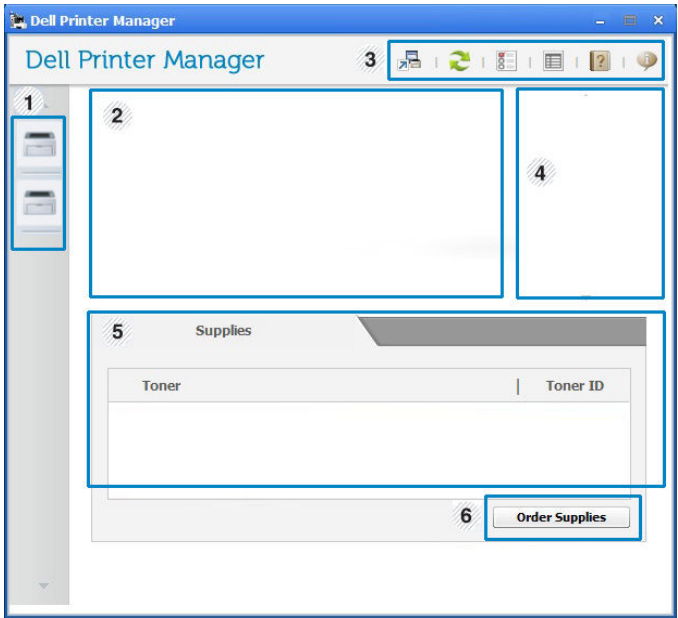 Dell Printer Manager
Dell Printer Manager
3
1
2
4
5 Supplies
Toner | Toner ID
6 Order Supplies